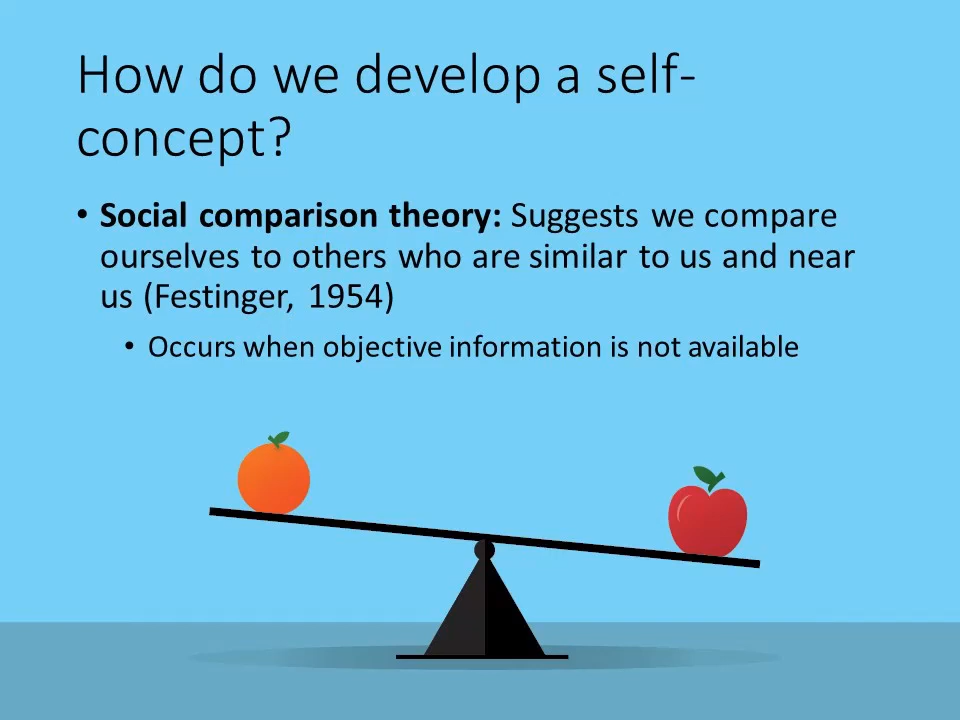 How do we develop a self-
concept?
• Social comparison theory: Suggests we compare
ourselves to others who are similar to us and near
us (Festinger, 1954)
• Occurs when objective information is not available